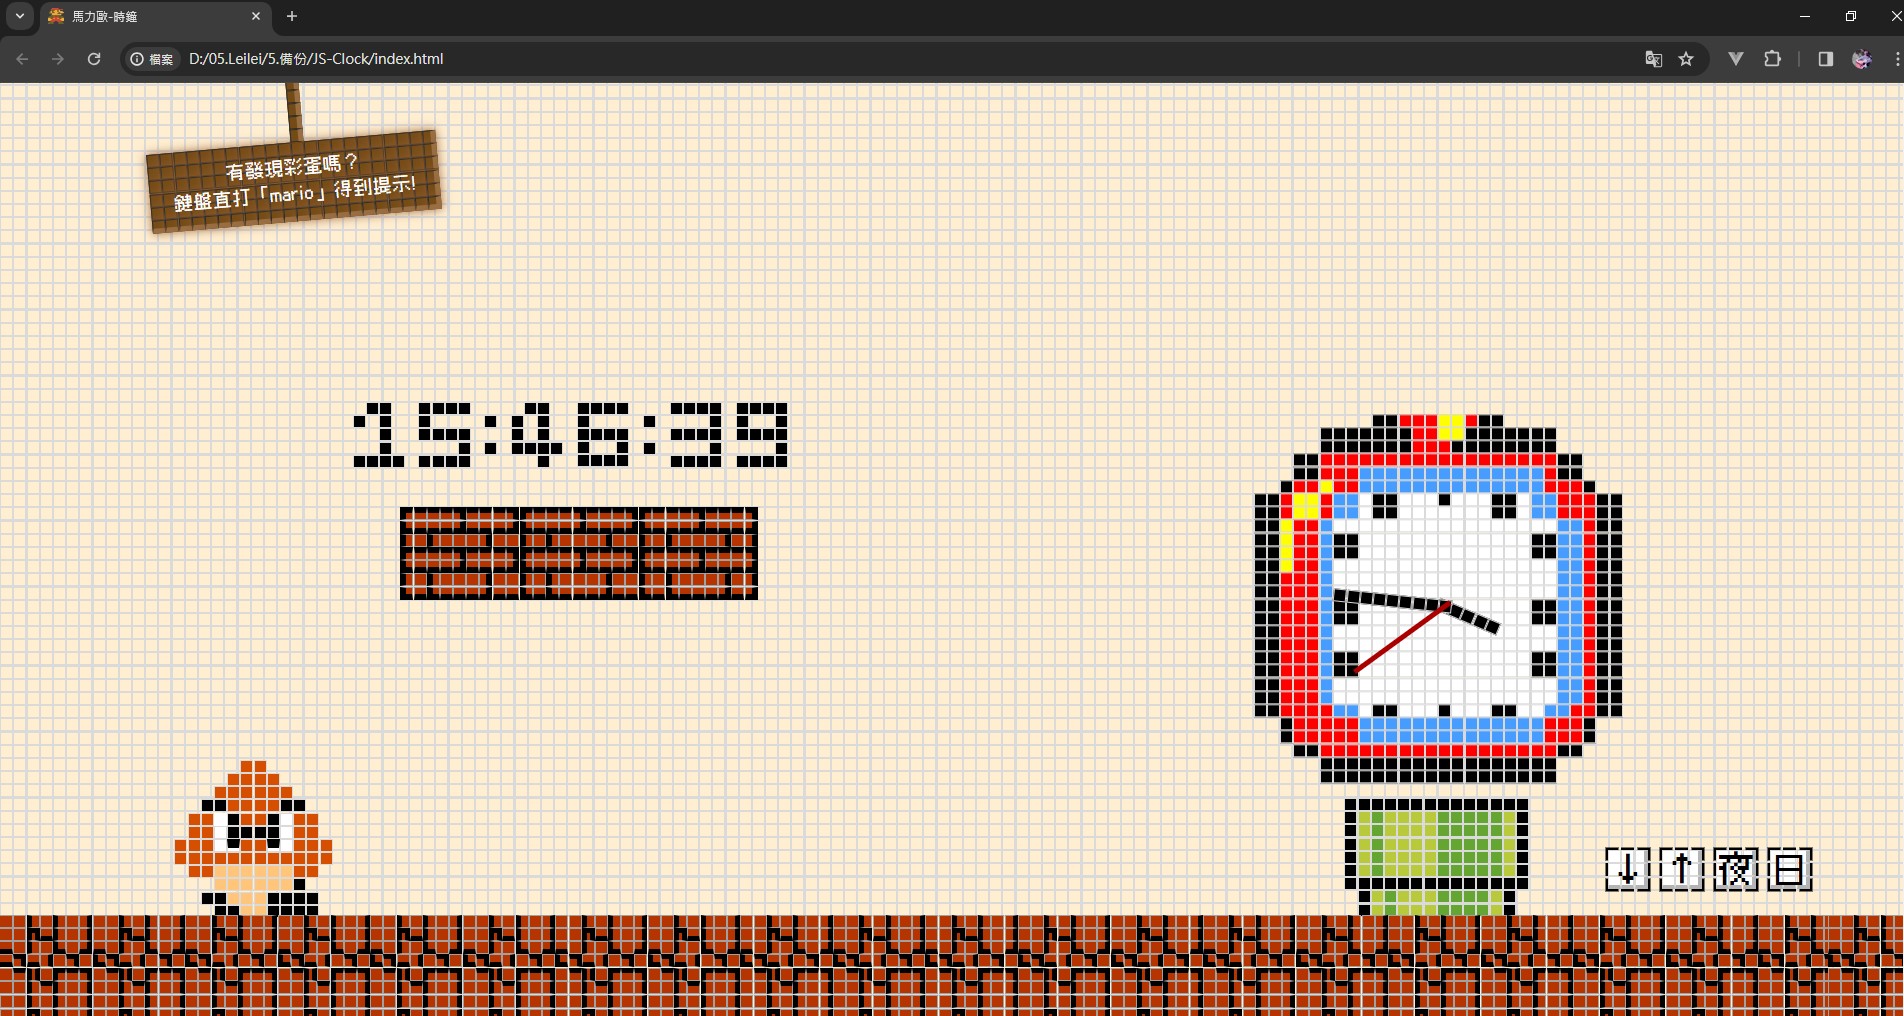 馬力歐-時鐘
檔案
D:/05.Leilei/5.備份/JS-Clock/index.html
有發現彩蛋嗎？
鍵盤直打「mario」得到提示!
15:46:39
↓ ↑ 夜 日